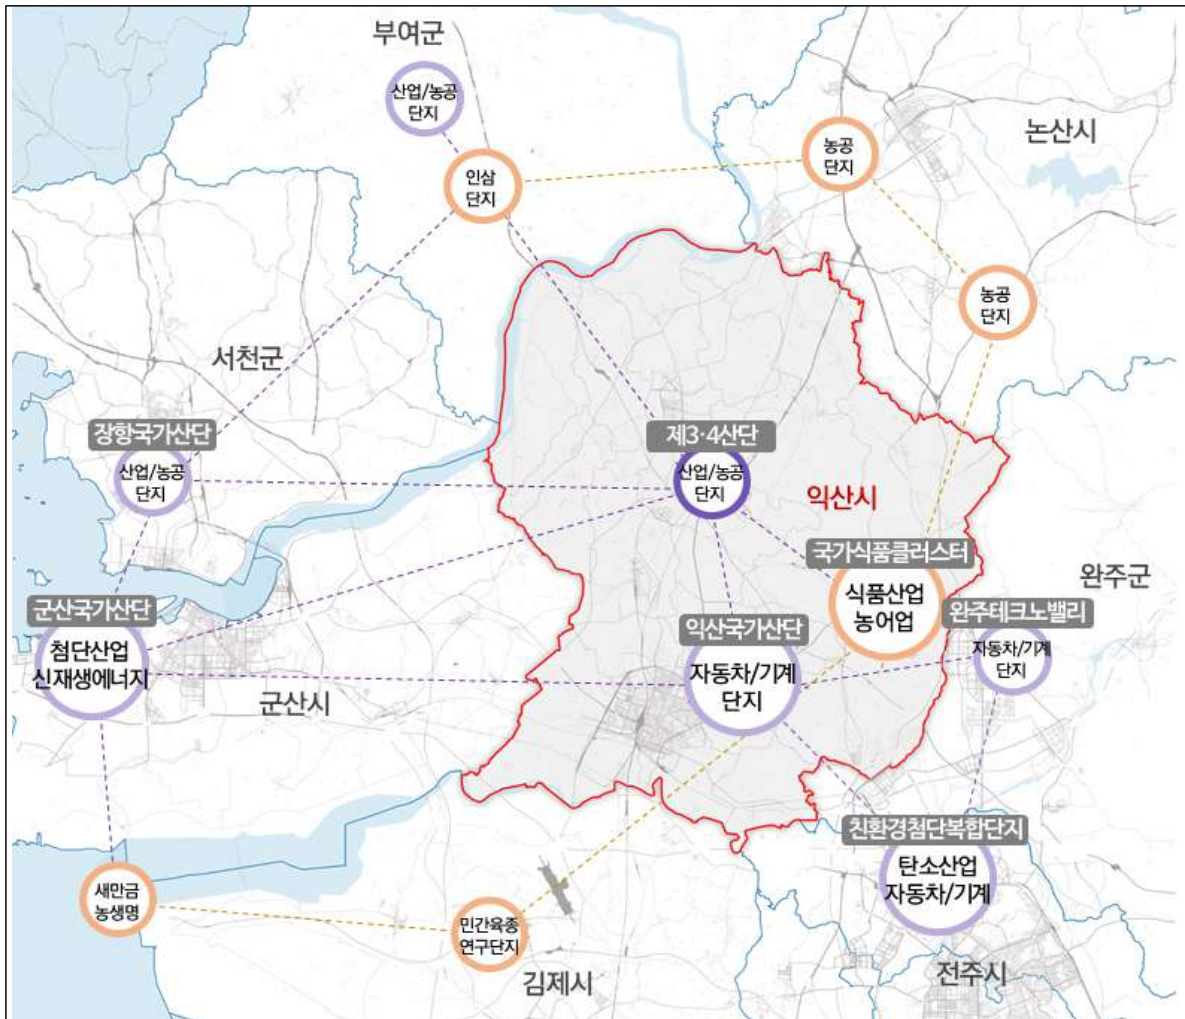 부여군
산업/농공
단지
인삼
단지
농공
단지
논산시
농공
단지
서천군
장항국가산단
산업/농공
단지
제3·4산단
산업/농공
단지
익산시
국가식품클러스터
식품산업
농어업
완주군
군산국가산단
첨단산업
신재생에너지
익산국가산단
자동차/기계
단지
완주테크노밸리
자동차/기계
단지
군산시
친환경첨단복합단지
탄소산업
자동차/기계
새만금
농생명
민간육종
연구단지
김제시
전주시